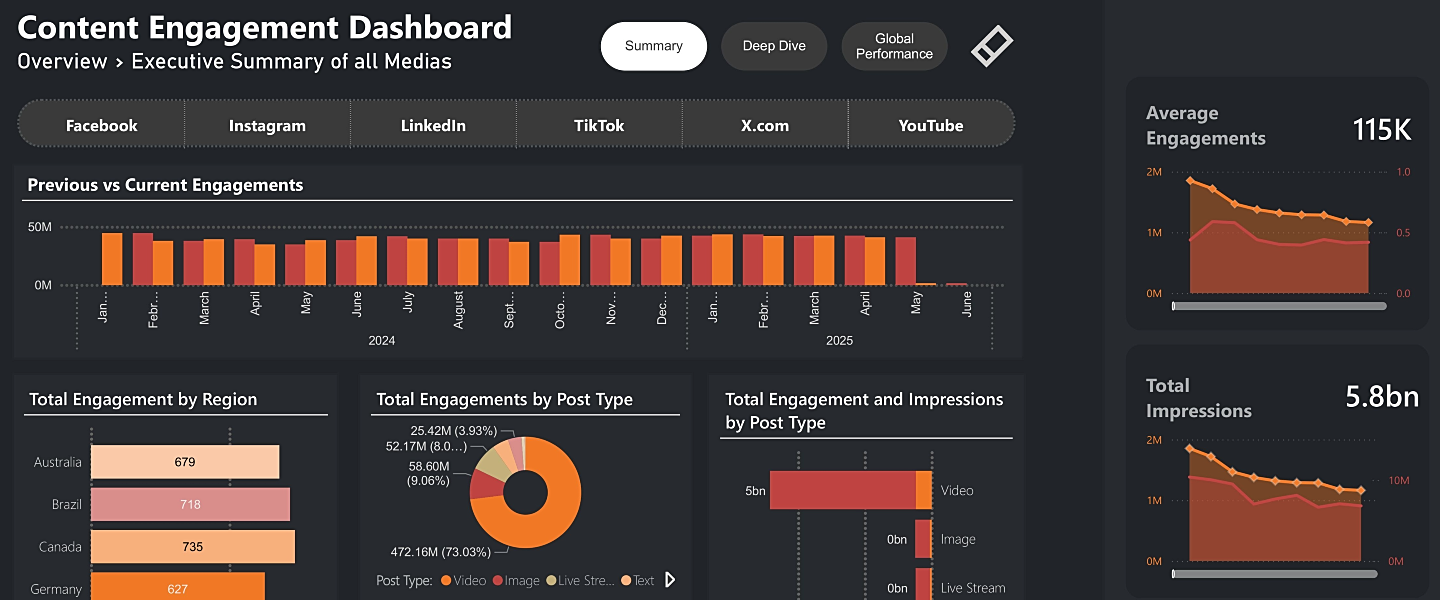 Content Engagement Dashboard
Overview › Executive Summary of all Medias
Summary
Deep Dive
Global
Performance
Facebook
Instagram
LinkedIn
TikTok
X.com
YouTube
Previous vs Current Engagements
50M
0M
Jan...
Febr...
March
April
May
June
July
August
Sept...
Octo...
Nov...
Dec...
Jan...
Febr...
March
April
May
June
2024
2025
Total Engagement by Region
Australia
679
Brazil
718
Canada
735
Germany
627
Total Engagements by Post Type
25.42M (3.93%)
52.17M (8.0...)
58.60M
(9.06%)
472.16M (73.03%)
Post Type:
Video
Image
Live Stre...
Text
Total Engagement and Impressions
by Post Type
5bn
Video
0bn
Image
0bn
Live Stream
Average
Engagements
115K
2M
1M
0M
1.0
0.5
0.0
Total
Impressions
5.8bn
2M
1M
0M
10M
0M